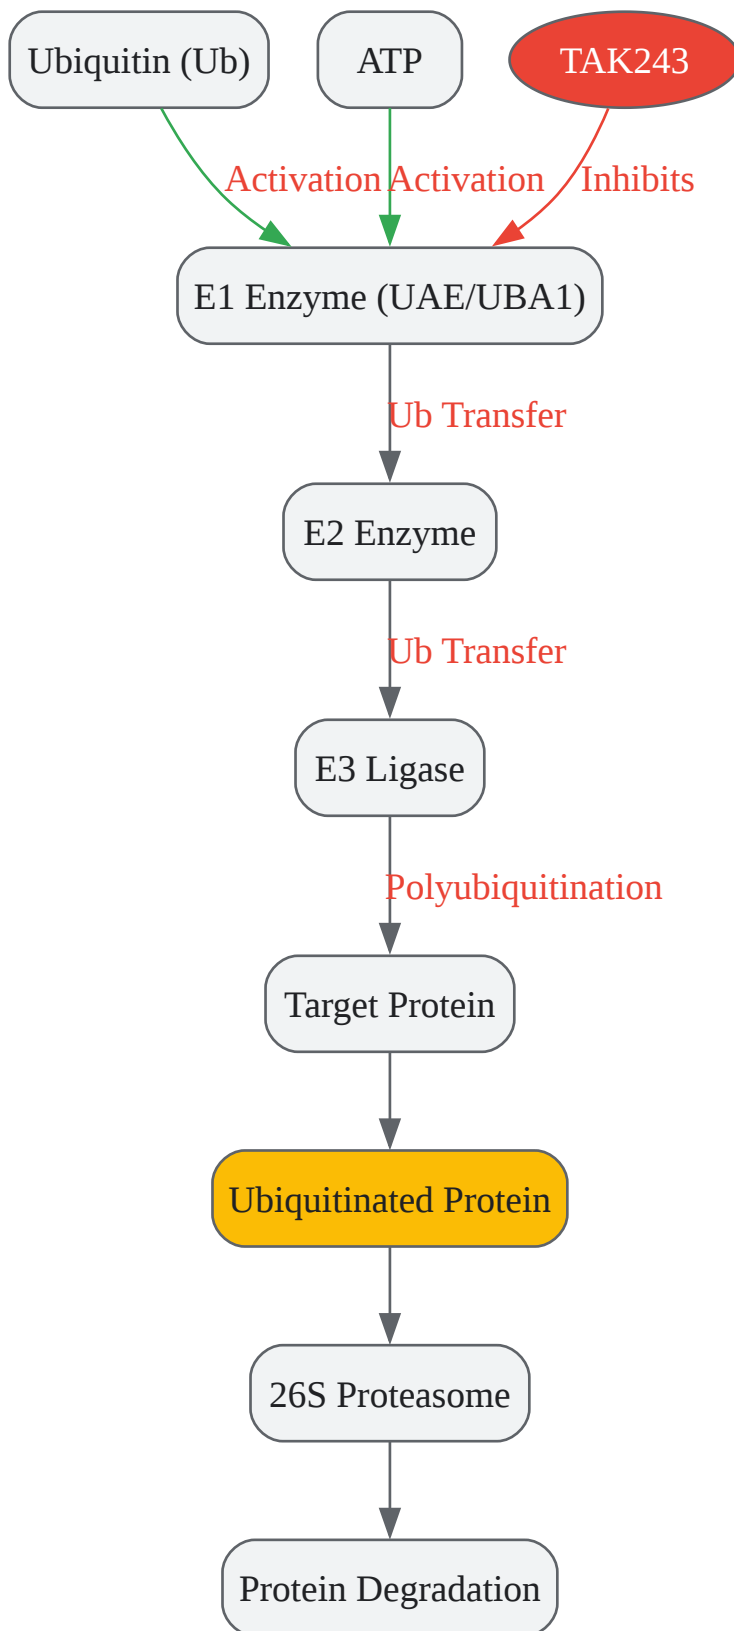 Ubiquitin (Ub)
ATP
TAK243
Activation
Activation
Inhibits
E1 Enzyme (UAE/UBA1)
Ub Transfer
E2 Enzyme
Ub Transfer
E3 Ligase
Polyubiquitination
Target Protein
Ubiquitinated Protein
26S Proteasome
Protein Degradation